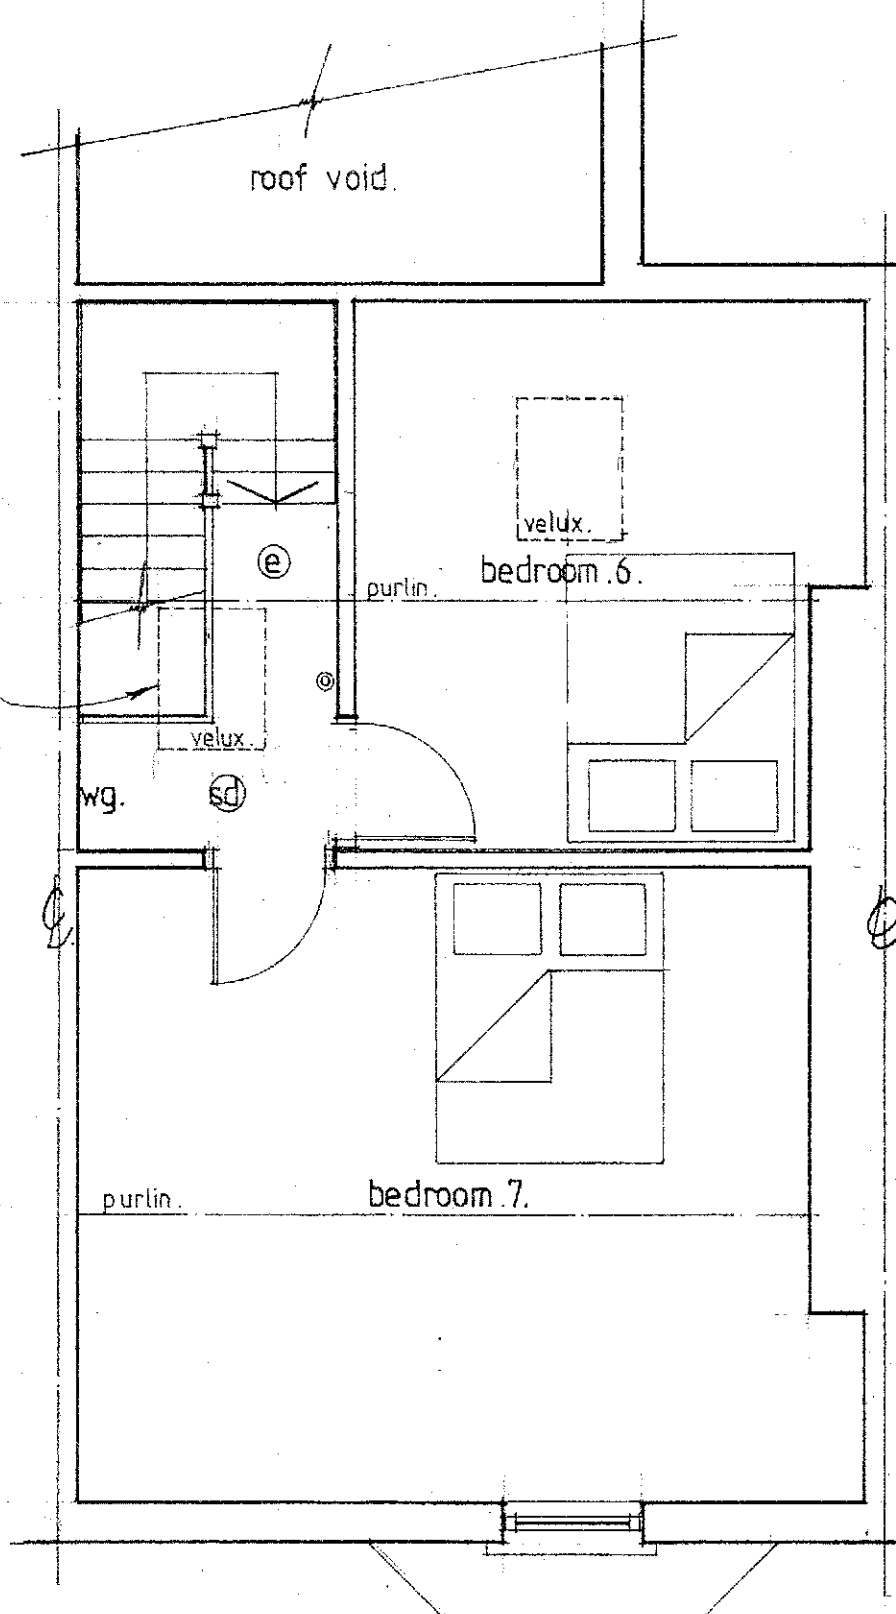 roof void.
velux.
bedroom.6.
e
purlin.
velux.
wg.
sd
purlin.
bedroom.7.